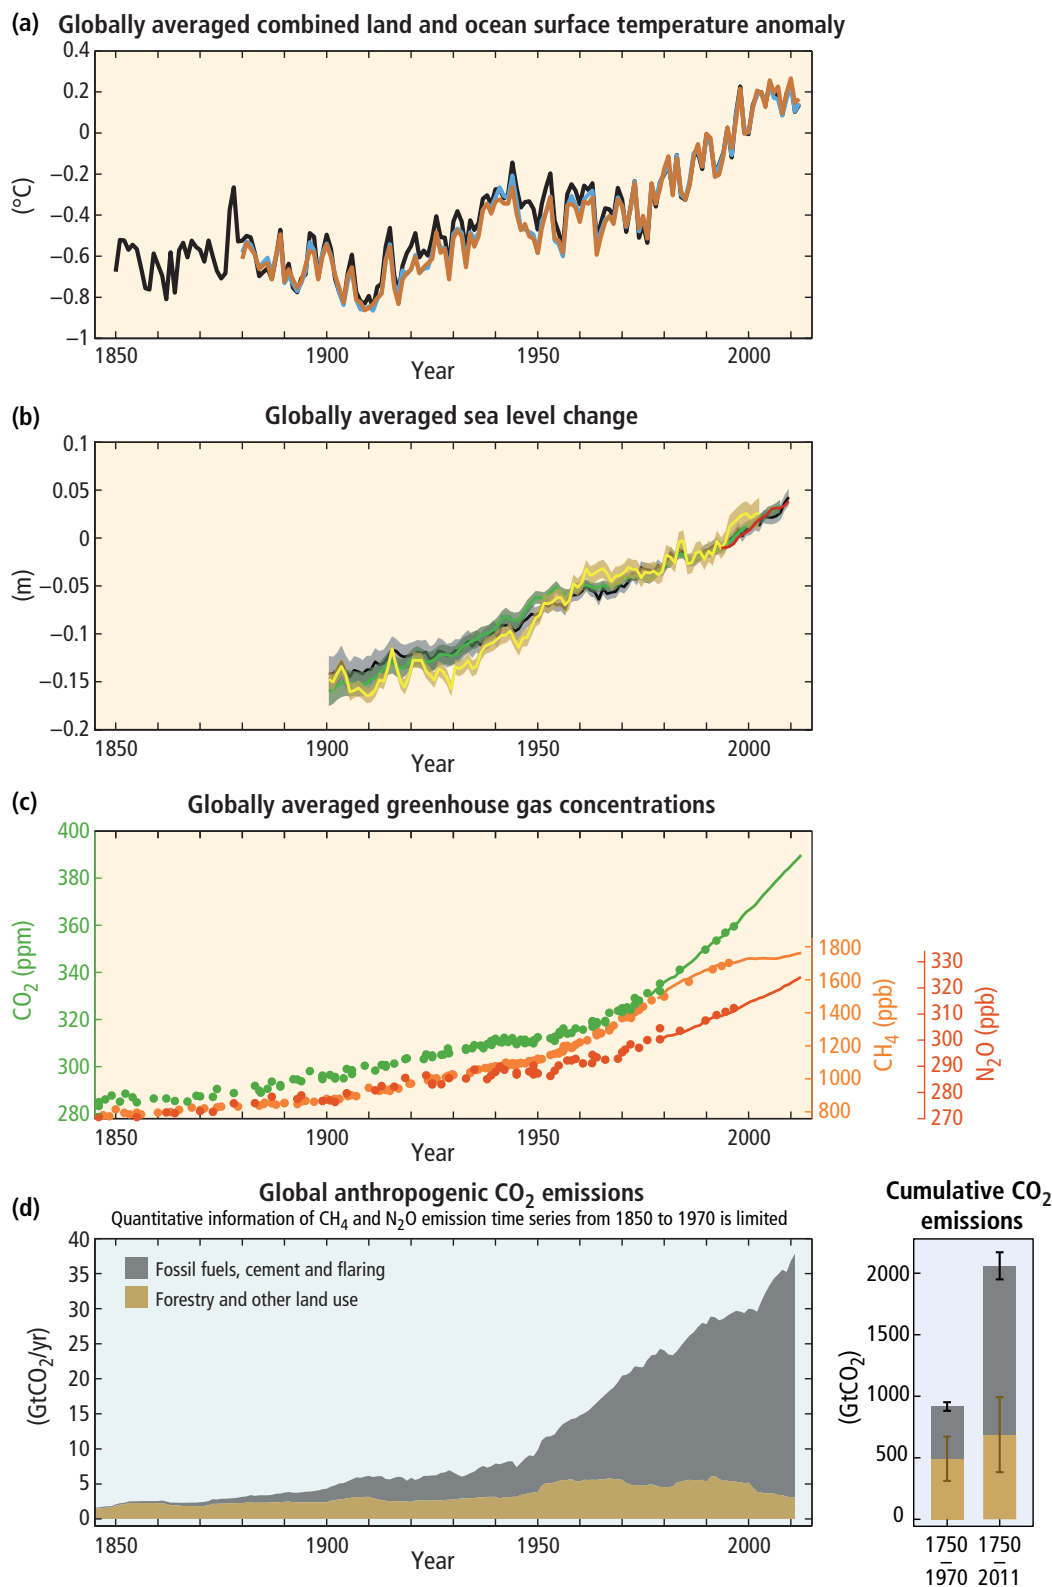 (a) Globally averaged combined land and ocean surface temperature anomaly
0.4
0.2
0
−0.2
−0.4
−0.6
−0.8
−1
(°C)
1850 1900 1950 2000
Year
(b) Globally averaged sea level change
0.1
0.05
0
−0.05
−0.1
−0.15
−0.2
(m)
1850 1900 1950 2000
Year
(c) Globally averaged greenhouse gas concentrations
400
380
360
340
320
300
280
CO₂ (ppm)
1800
1600
1400
1200
1000
800
CH₄ (ppb)
330
320
310
300
290
280
270
N₂O (ppb)
1850 1900 1950 2000
Year
(d) Global anthropogenic CO₂ emissions
Quantitative information of CH₄ and N₂O emission time series from 1850 to 1970 is limited
40
35
30
25
20
15
10
5
0
(GtCO₂/yr)
Fossil fuels, cement and flaring
Forestry and other land use
1850 1900 1950 2000
Year
Cumulative CO₂
emissions
2000
1500
1000
500
0
(GtCO₂)
1750 1750
– –
1970 2011